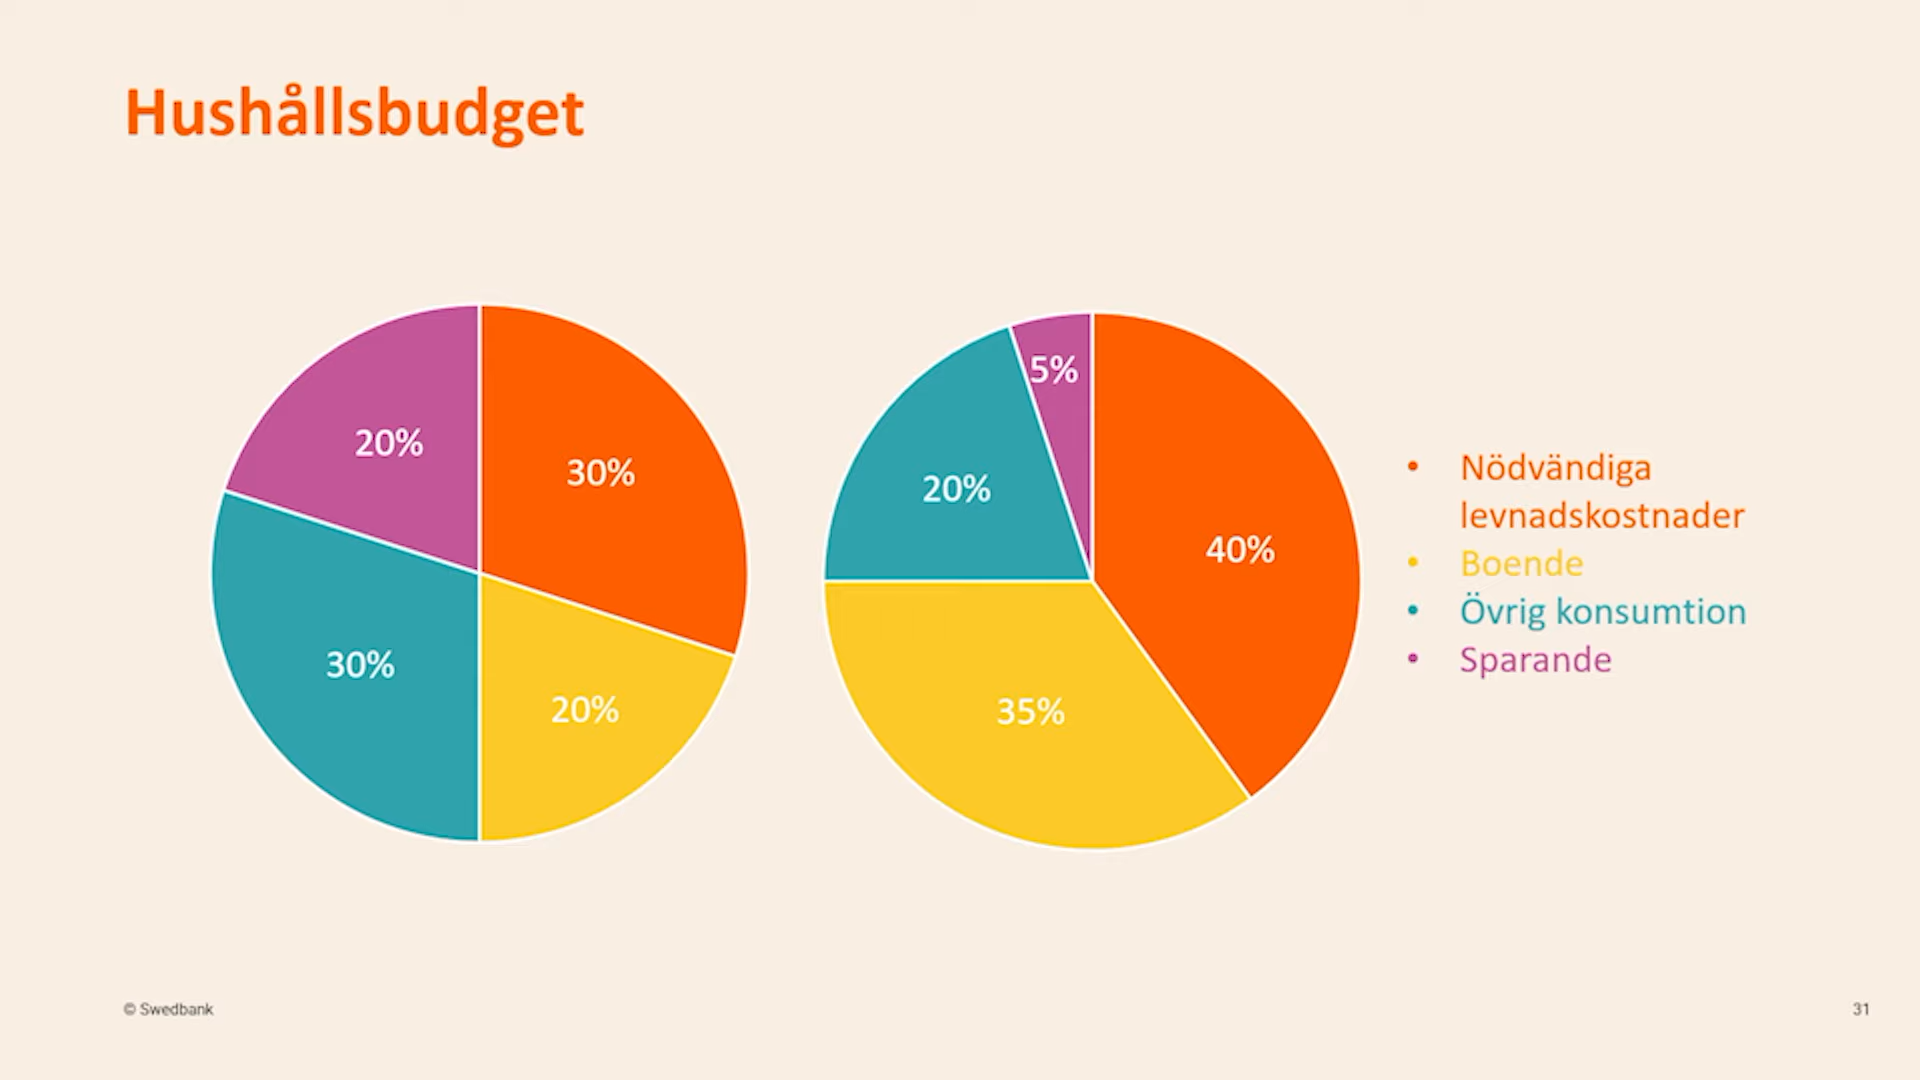 Hushållsbudget
20%
30%
30%
20%
5%
20%
40%
35%
• Nödvändiga
levnadskostnader
• Boende
• Övrig konsumtion
• Sparande
© Swedbank
31